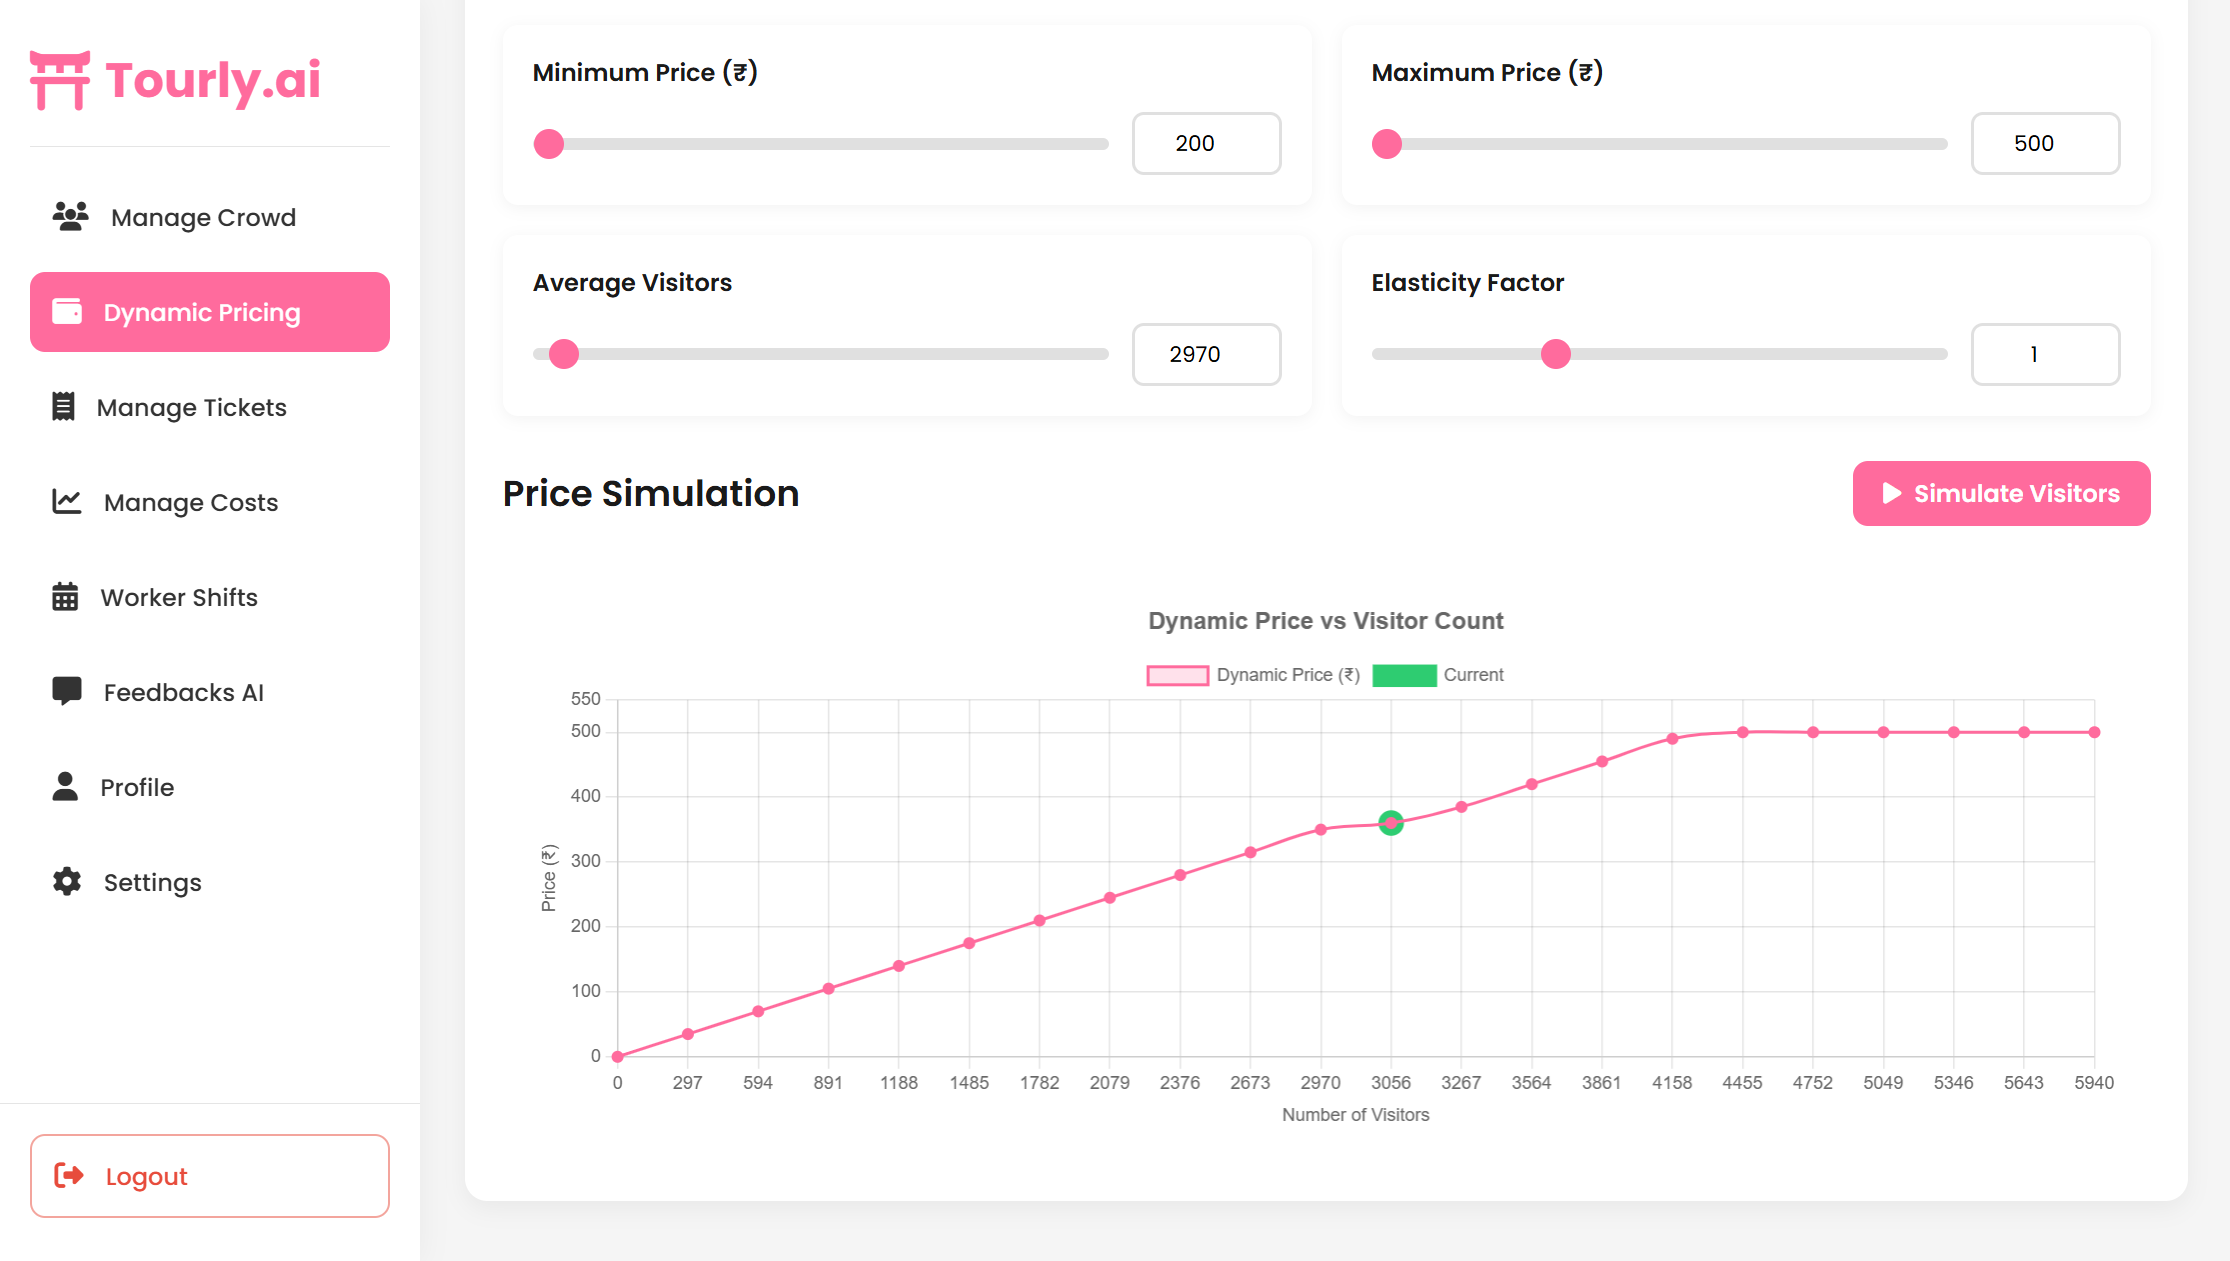 Tourly.ai
Manage Crowd
Dynamic Pricing
Manage Tickets
Manage Costs
Worker Shifts
Feedbacks AI
Profile
Settings
Logout
Minimum Price (₹)
200
Maximum Price (₹)
500
Average Visitors
2970
Elasticity Factor
1
Price Simulation
Simulate Visitors
Dynamic Price vs Visitor Count
Dynamic Price (₹) Current
550
500
400
300
200
100
0
Price (₹)
0 297 594 891 1188 1485 1782 2079 2376 2673 2970 3056 3267 3564 3861 4158 4455 4752 5049 5346 5643 5940
Number of Visitors